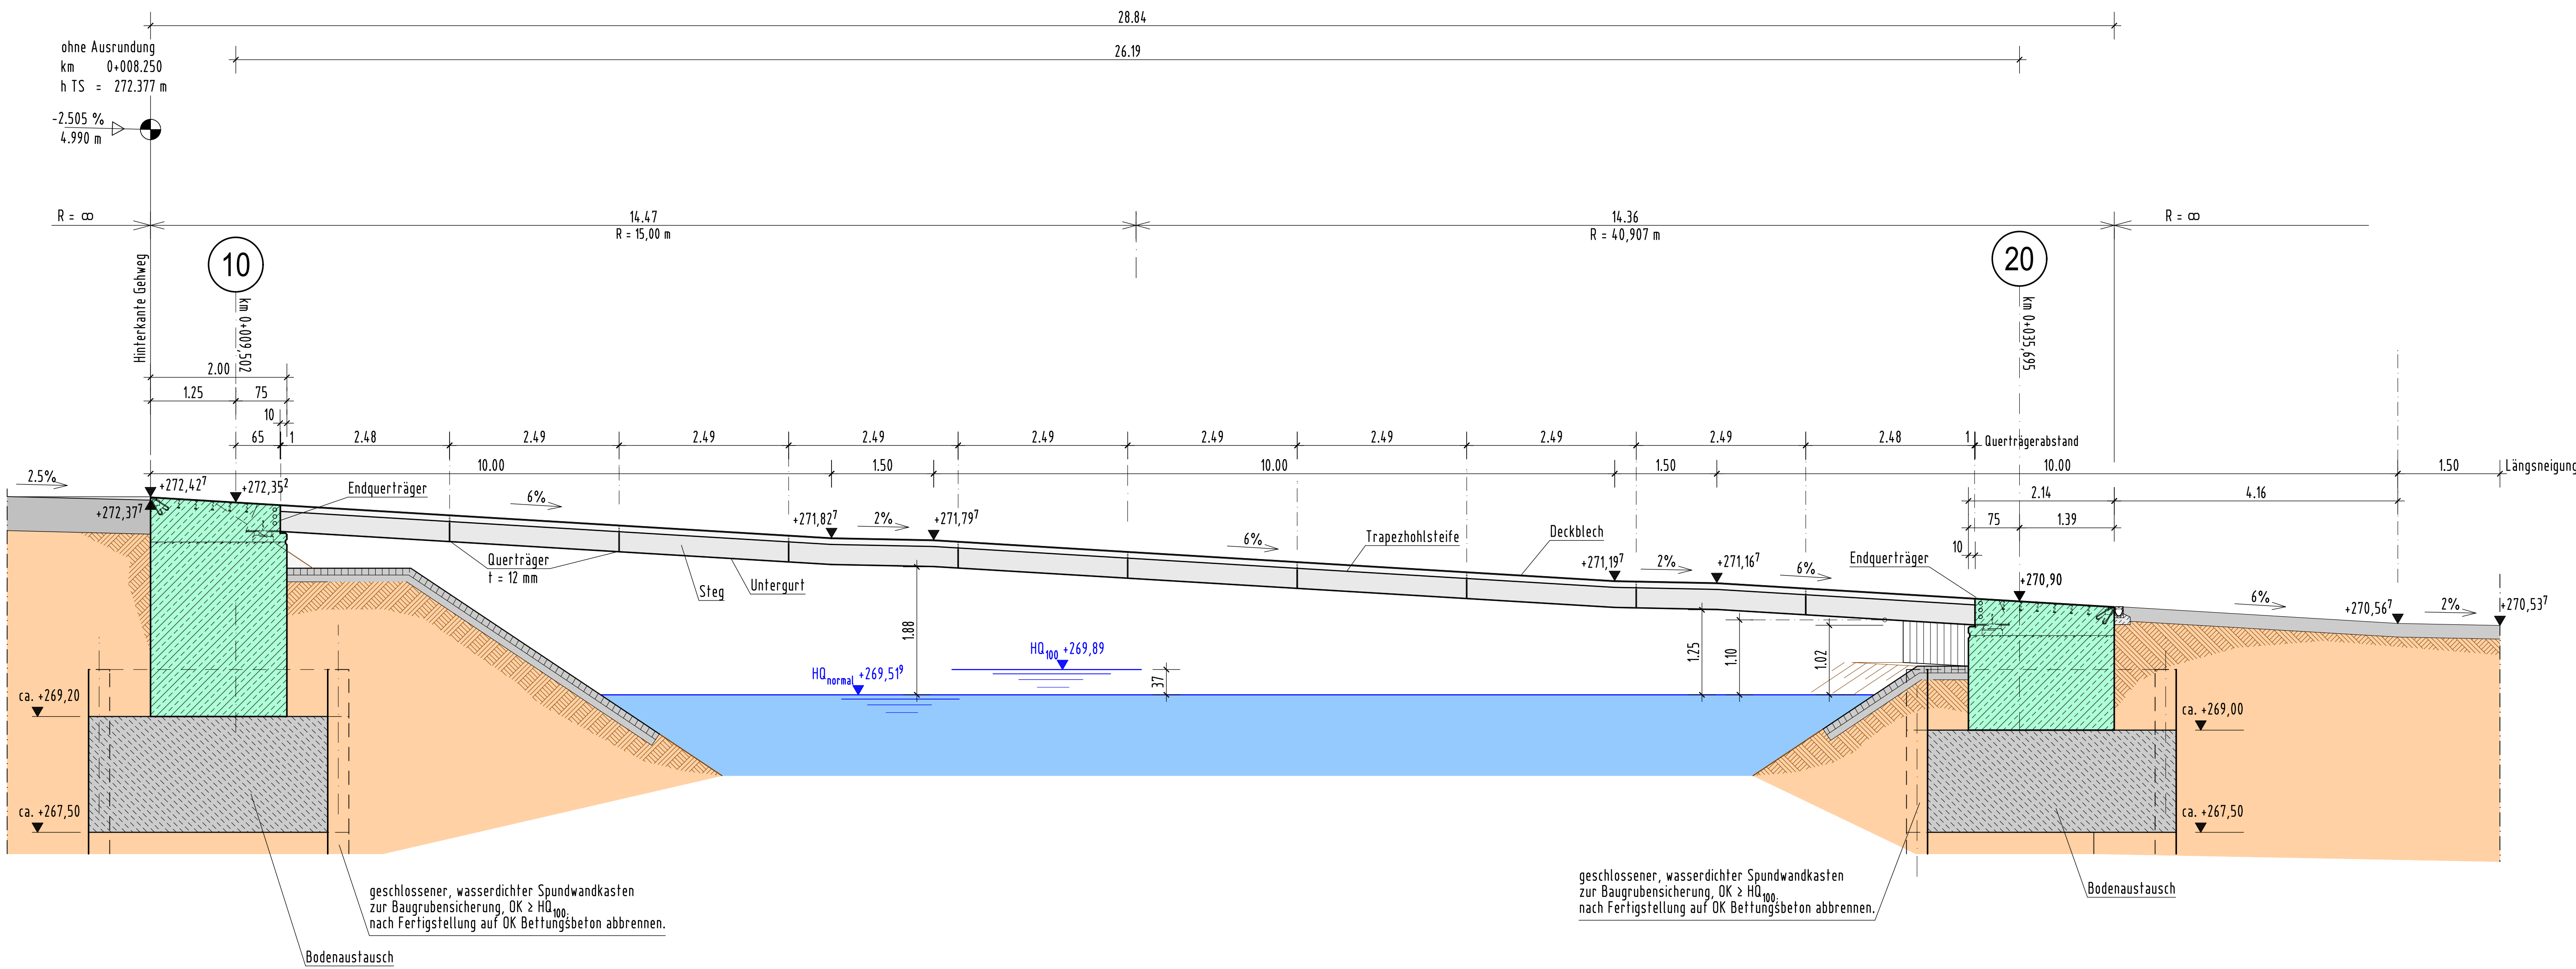 28.84
26.19
ohne Ausrundung
km 0+008.250
h TS = 272.377 m
-2.505 %
4.990 m
R = ∞
14.47
R = 15,00 m
14.36
R = 40,907 m
R = ∞
Hinterkante Gehweg
10
km 0+009,502
20
km 0+035,695
2.00
1.25
75
10
65
1
2.48
2.49
2.49
2.49
2.49
2.49
2.49
2.49
2.49
2.48
1
Querträgerabstand
10.00
1.50
10.00
1.50
10.00
1.50
Längsneigung
2.5%
+272,42⁷
+272,37⁷
+272,35²
Endquerträger
6%
+271,82⁷
2%
+271,79⁷
6%
Trapezhohlsteife
Deckblech
+271,19⁷
2%
+271,16⁷
6%
Endquerträger
2.14
4.16
75
1.39
10
+270,90
6%
+270,56⁷
2%
+270,53⁷
Querträger
t = 12 mm
Steg
Untergurt
1.88
HQnormal +269,51⁹
HQ100 +269,89
37
1.25
1.10
1.02
ca. +269,20
ca. +267,50
ca. +269,00
ca. +267,50
geschlossener, wasserdichter Spundwandkasten
zur Baugrubensicherung, OK ≥ HQ100;
nach Fertigstellung auf OK Bettungsbeton abbrennen.
Bodenaustausch
geschlossener, wasserdichter Spundwandkasten
zur Baugrubensicherung, OK ≥ HQ100;
nach Fertigstellung auf OK Bettungsbeton abbrennen.
Bodenaustausch